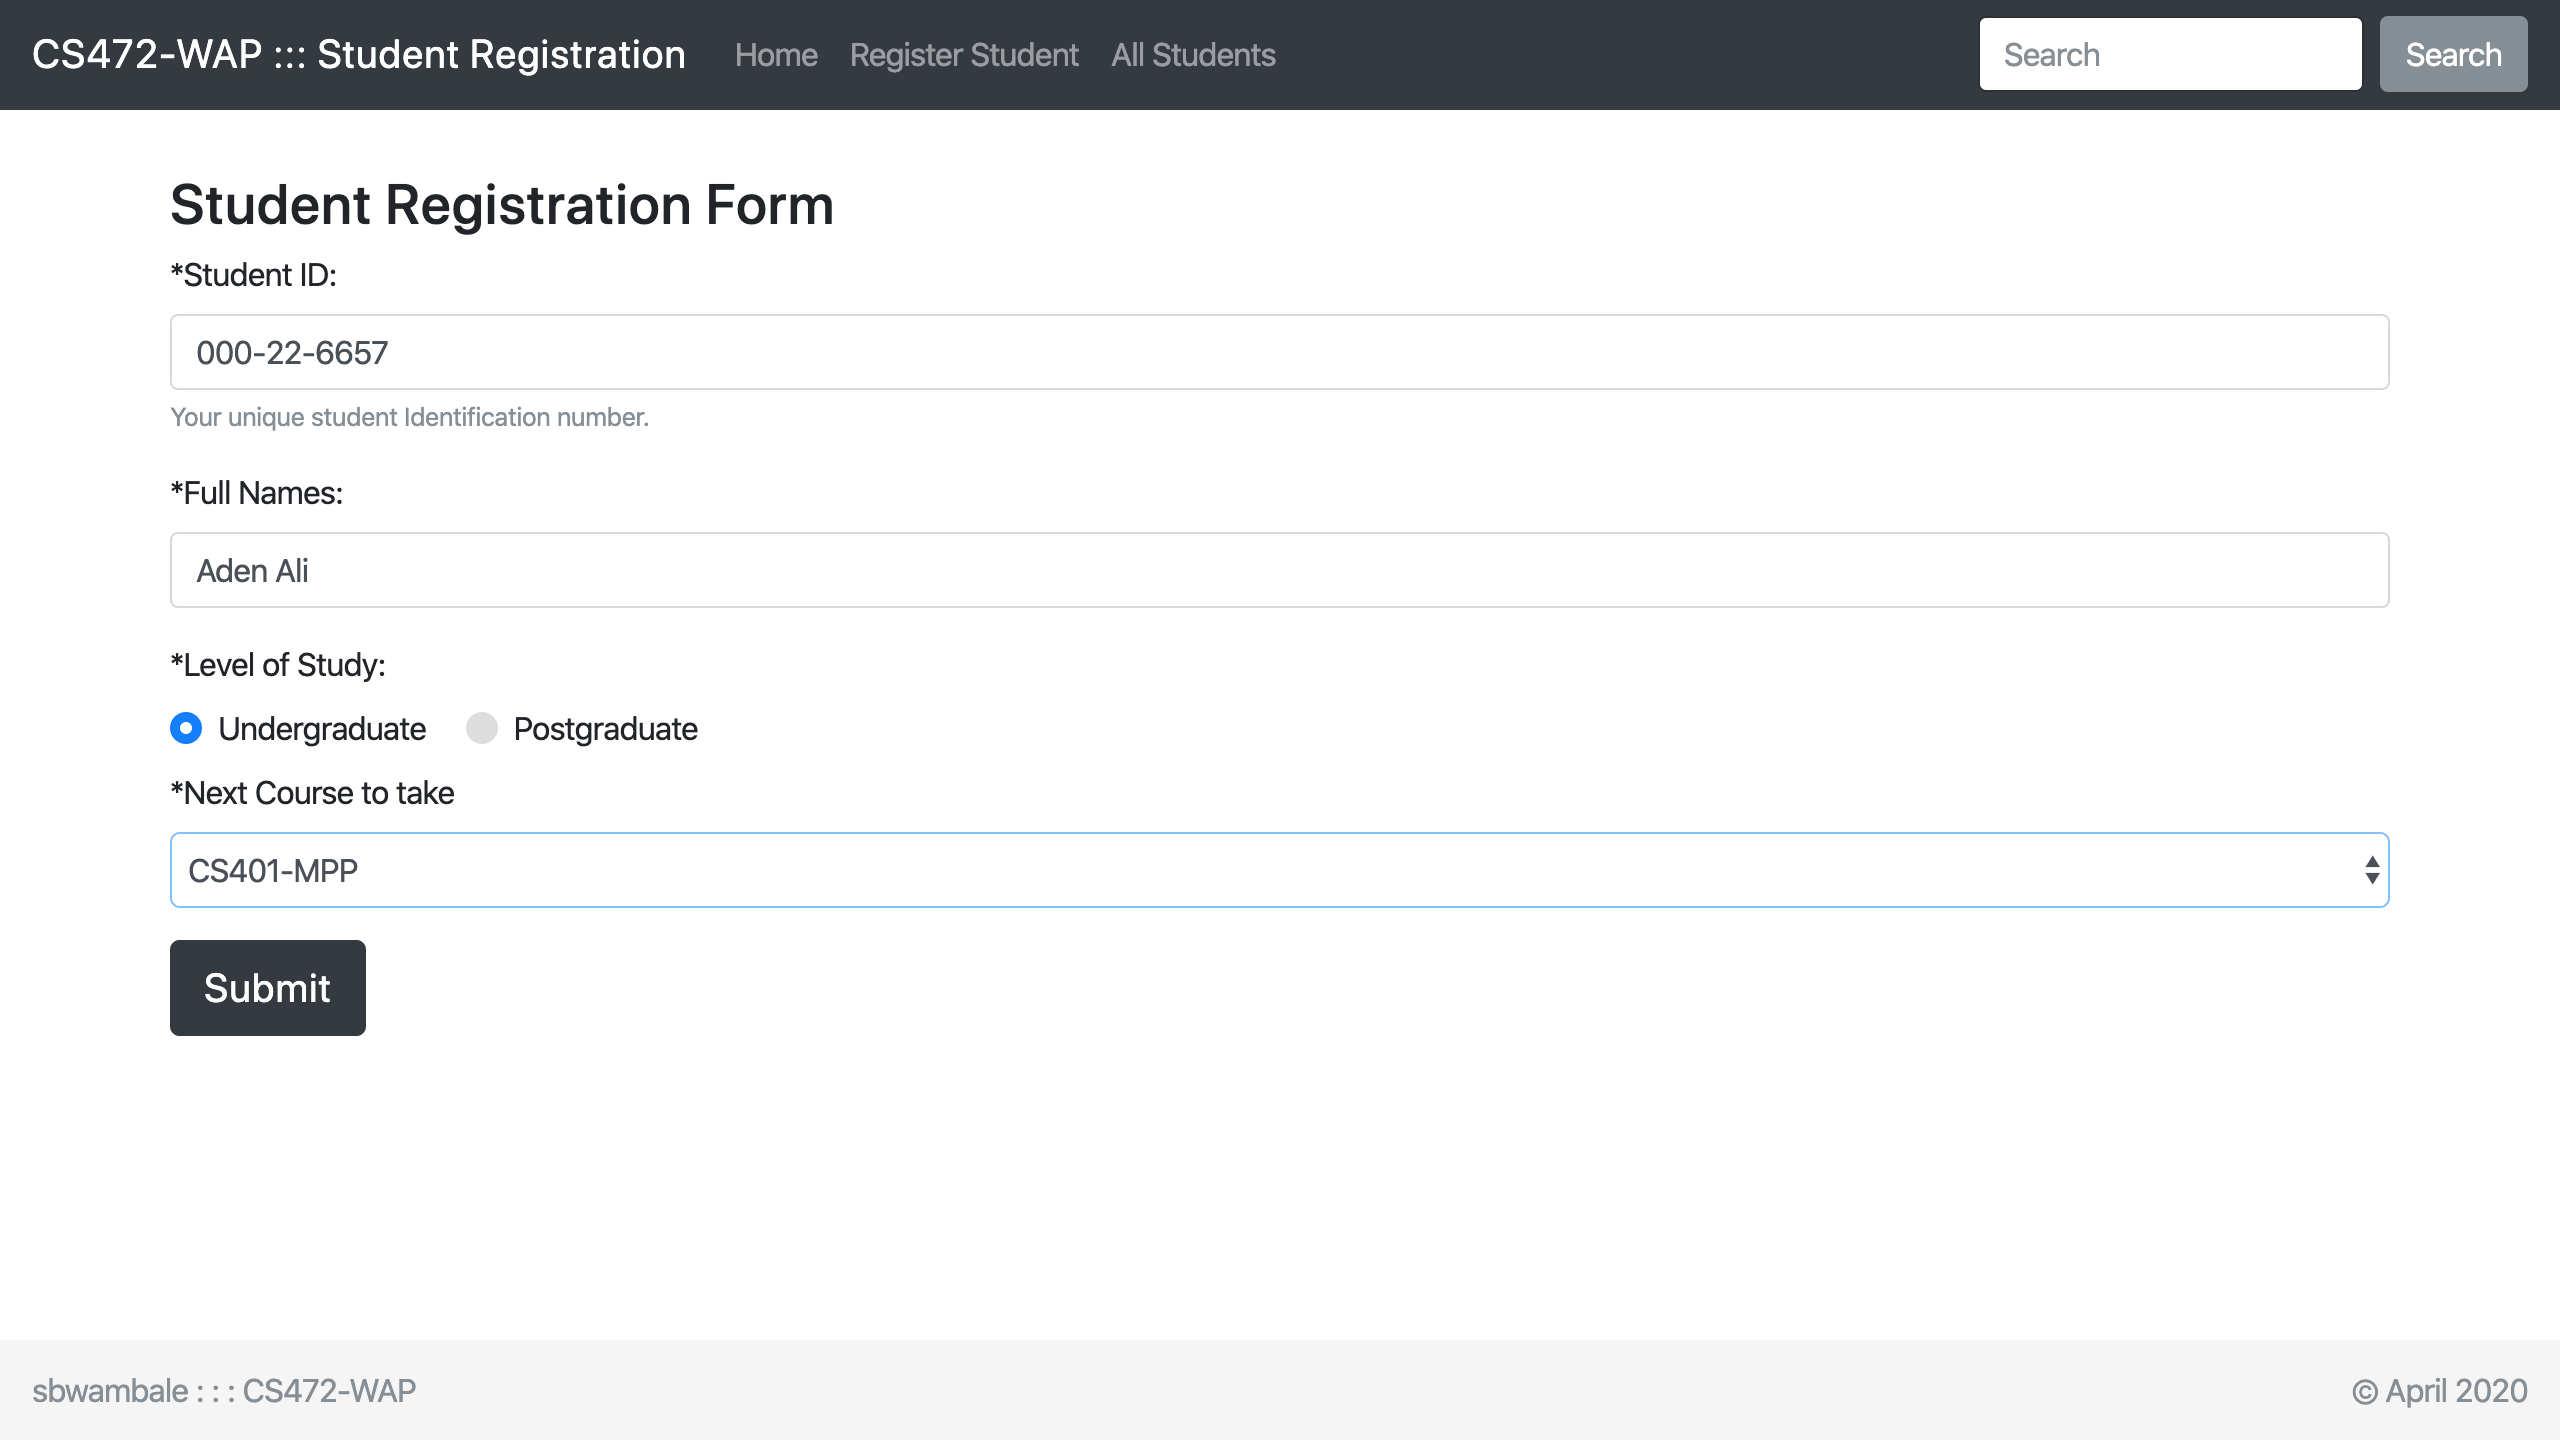 CS472-WAP ::: Student Registration Home Register Student All Students Search Search
Student Registration Form
*Student ID:
000-22-6657
Your unique student Identification number.
*Full Names:
Aden Ali
*Level of Study:
Undergraduate Postgraduate
*Next Course to take
CS401-MPP
Submit
sbwambale : : : CS472-WAP © April 2020